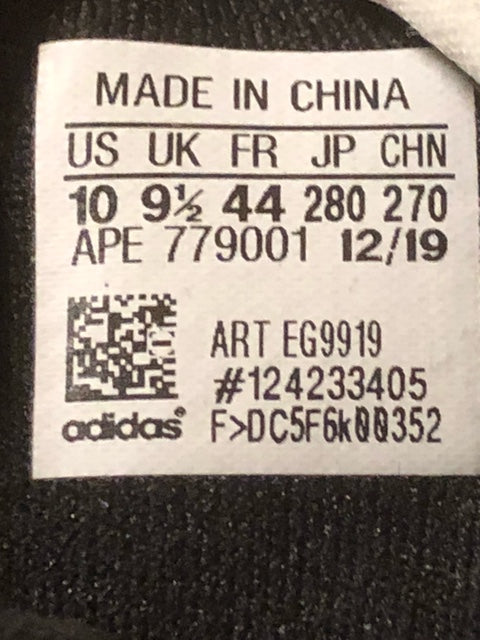 MADE IN CHINA
US UK FR JP CHN
10 9½ 44 280 270
APE 779001 12/19
ART EG9919
#124233405
adidas® F>DC5F6k00352